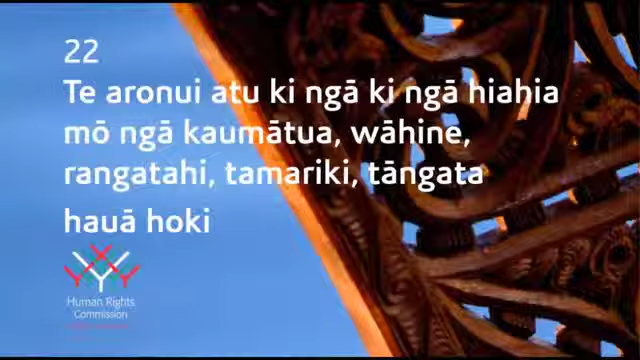 22
Te aronui atu ki ngā ki ngā hiahia
mō ngā kaumātua, wāhine,
rangatahi, tamariki, tāngata
hauā hoki
Human Rights
Commission